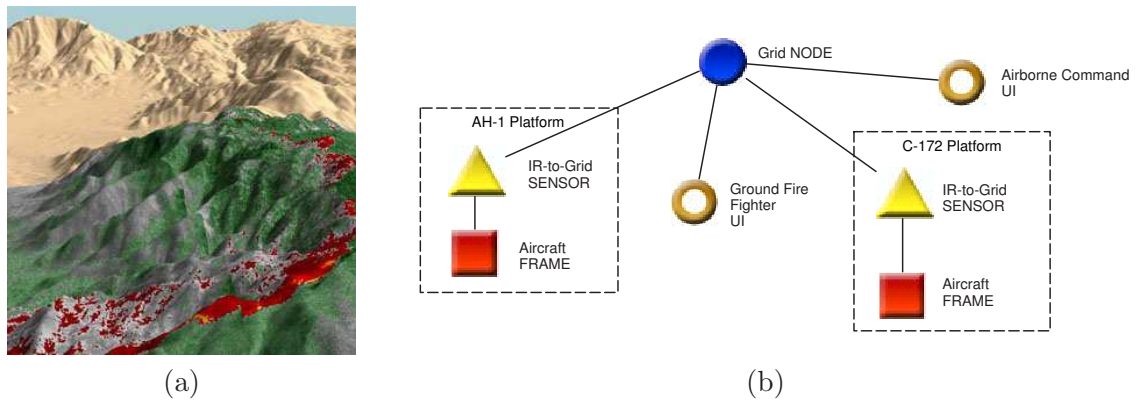 Grid NODE
Airborne Command
UI
AH-1 Platform
IR-to-Grid
SENSOR
Aircraft
FRAME
Ground Fire
Fighter
UI
C-172 Platform
IR-to-Grid
SENSOR
Aircraft
FRAME
(a)
(b)